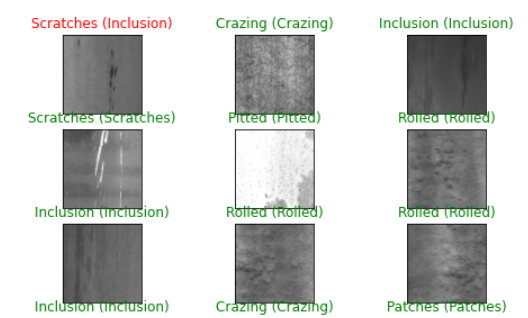 Scratches (Inclusion) Crazing (Crazing) Inclusion (Inclusion)
Scratches (Scratches) Pitted (Pitted) Rolled (Rolled)
Inclusion (Inclusion) Rolled (Rolled) Rolled (Rolled)
Inclusion (Inclusion) Crazing (Crazing) Patches (Patches)